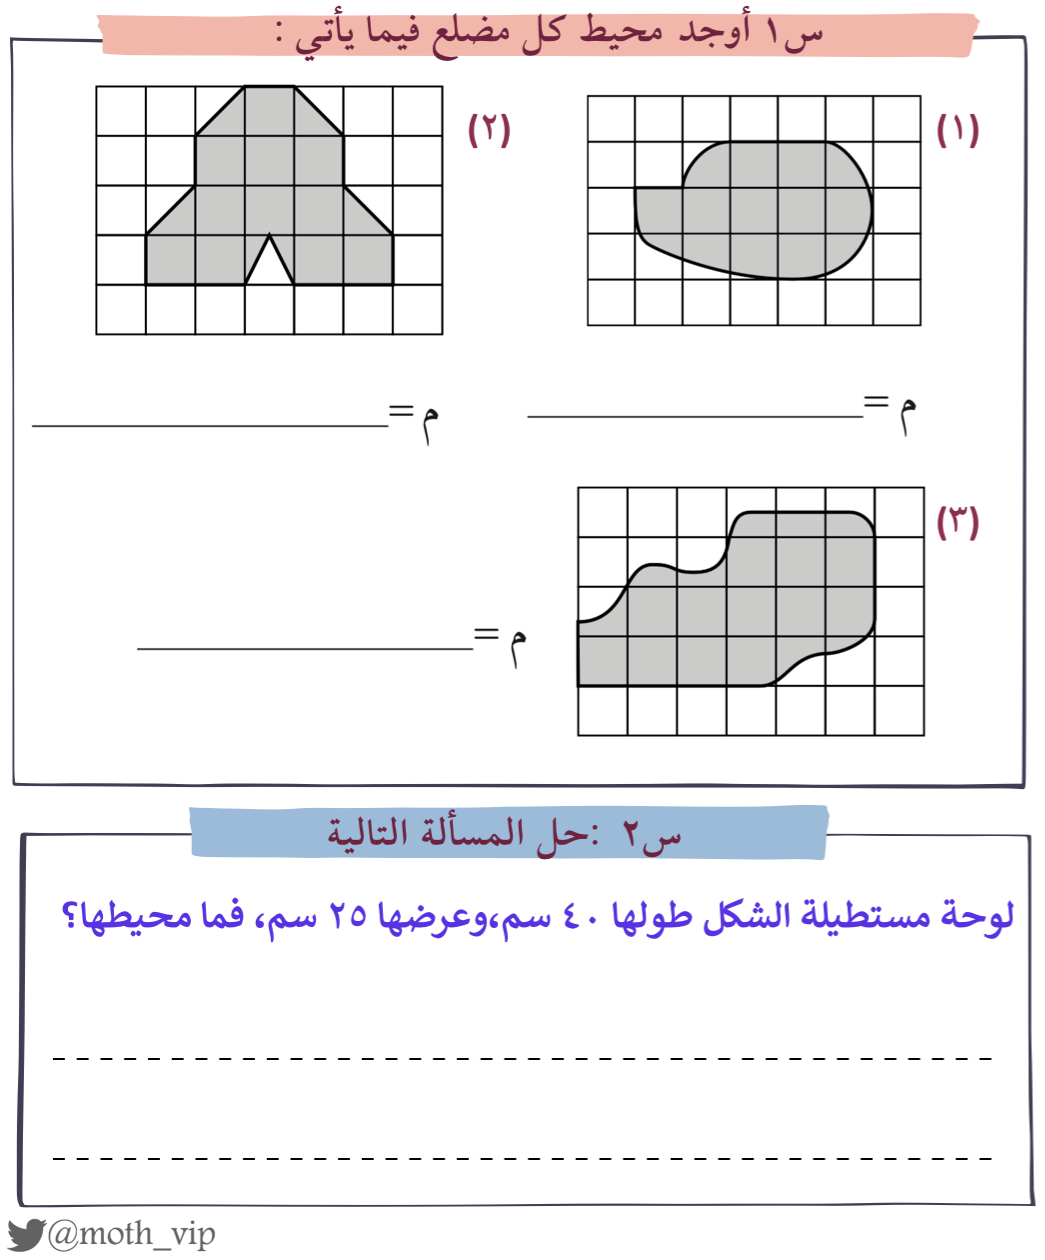 س١ أوجد محيط كل مضلع فيما يأتي :
(١)
(٢)
م =
م =
(٣)
م =
س٢ :حل المسألة التالية
لوحة مستطيلة الشكل طولها ٤٠ سم،وعرضها ٢٥ سم، فما محيطها؟
@moth_vip